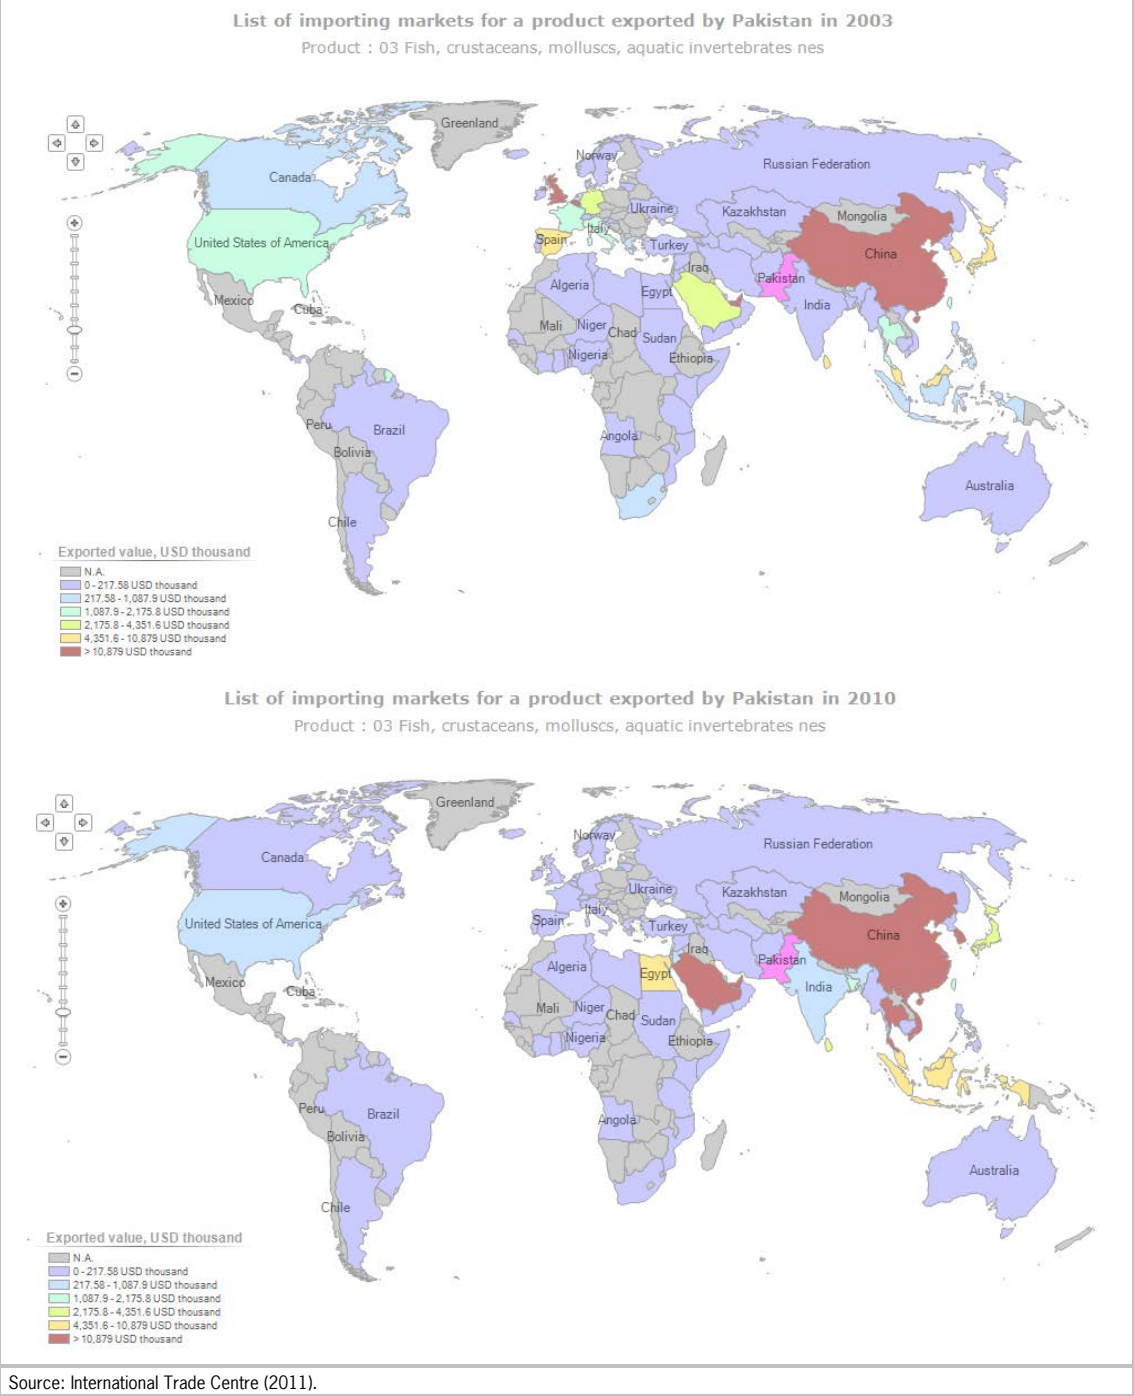 List of importing markets for a product exported by Pakistan in 2003
Product : 03 Fish, crustaceans, molluscs, aquatic invertebrates nes
Greenland
Norway
Russian Federation
Canada
Ukraine
Kazakhstan
Mongolia
Italy
Spain
United States of America
Turkey
China
Iraq
Pakistan
Algeria
Egypt
Mexico
India
Cuba
Mali
Niger
Chad
Sudan
Nigeria
Ethiopia
Peru
Brazil
Angola
Bolivia
Australia
Chile
Exported value, USD thousand
N.A.
0 - 217.58 USD thousand
217.58 - 1,087.9 USD thousand
1,087.9 - 2,175.8 USD thousand
2,175.8 - 4,351.6 USD thousand
4,351.6 - 10,879 USD thousand
> 10,879 USD thousand
List of importing markets for a product exported by Pakistan in 2010
Product : 03 Fish, crustaceans, molluscs, aquatic invertebrates nes
Greenland
Norway
Russian Federation
Canada
Ukraine
Kazakhstan
Mongolia
Italy
Spain
United States of America
Turkey
China
Iraq
Pakistan
Algeria
Egypt
Mexico
India
Cuba
Mali
Niger
Chad
Sudan
Nigeria
Ethiopia
Peru
Brazil
Angola
Bolivia
Australia
Chile
Exported value, USD thousand
N.A.
0 - 217.58 USD thousand
217.58 - 1,087.9 USD thousand
1,087.9 - 2,175.8 USD thousand
2,175.8 - 4,351.6 USD thousand
4,351.6 - 10,879 USD thousand
> 10,879 USD thousand
Source: International Trade Centre (2011).